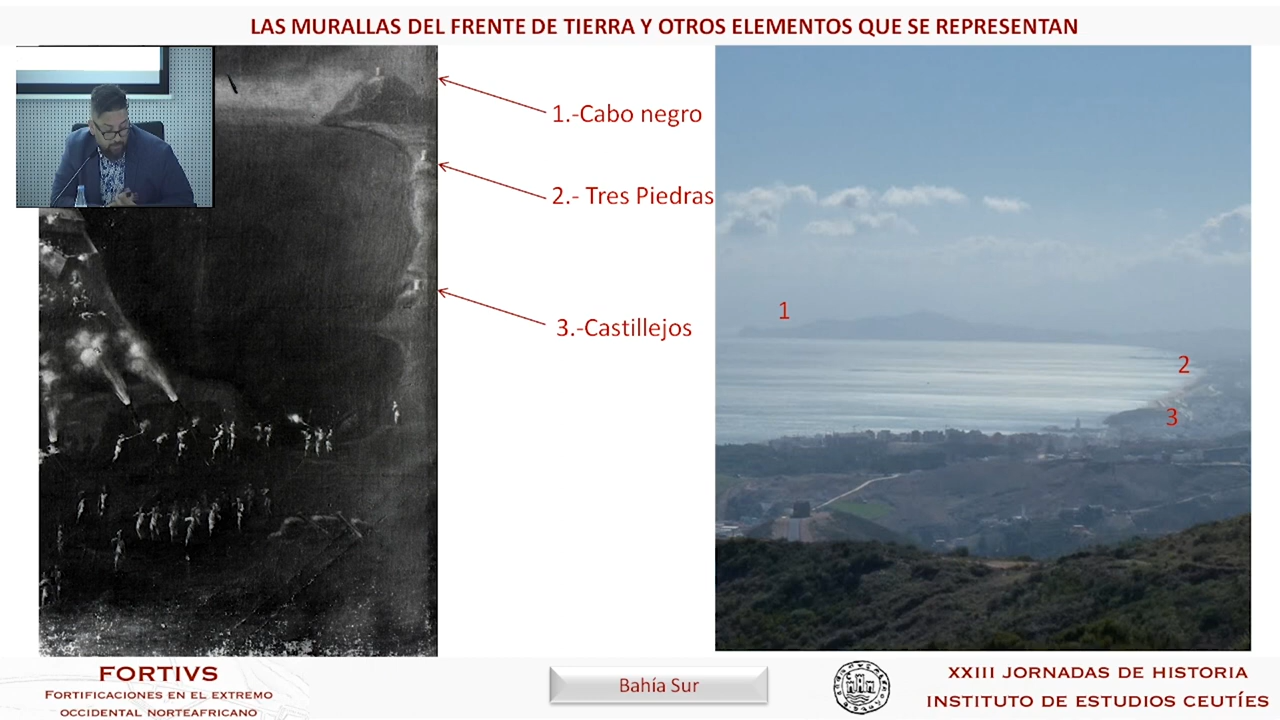 LAS MURALLAS DEL FRENTE DE TIERRA Y OTROS ELEMENTOS QUE SE REPRESENTAN
1.-Cabo negro
2.- Tres Piedras
3.-Castillejos
1
2
3
FORTIVS
FORTIFICACIONES EN EL EXTREMO
OCCIDENTAL NORTEAFRICANO
Bahía Sur
XXIII JORNADAS DE HISTORIA
INSTITUTO DE ESTUDIOS CEUTÍES